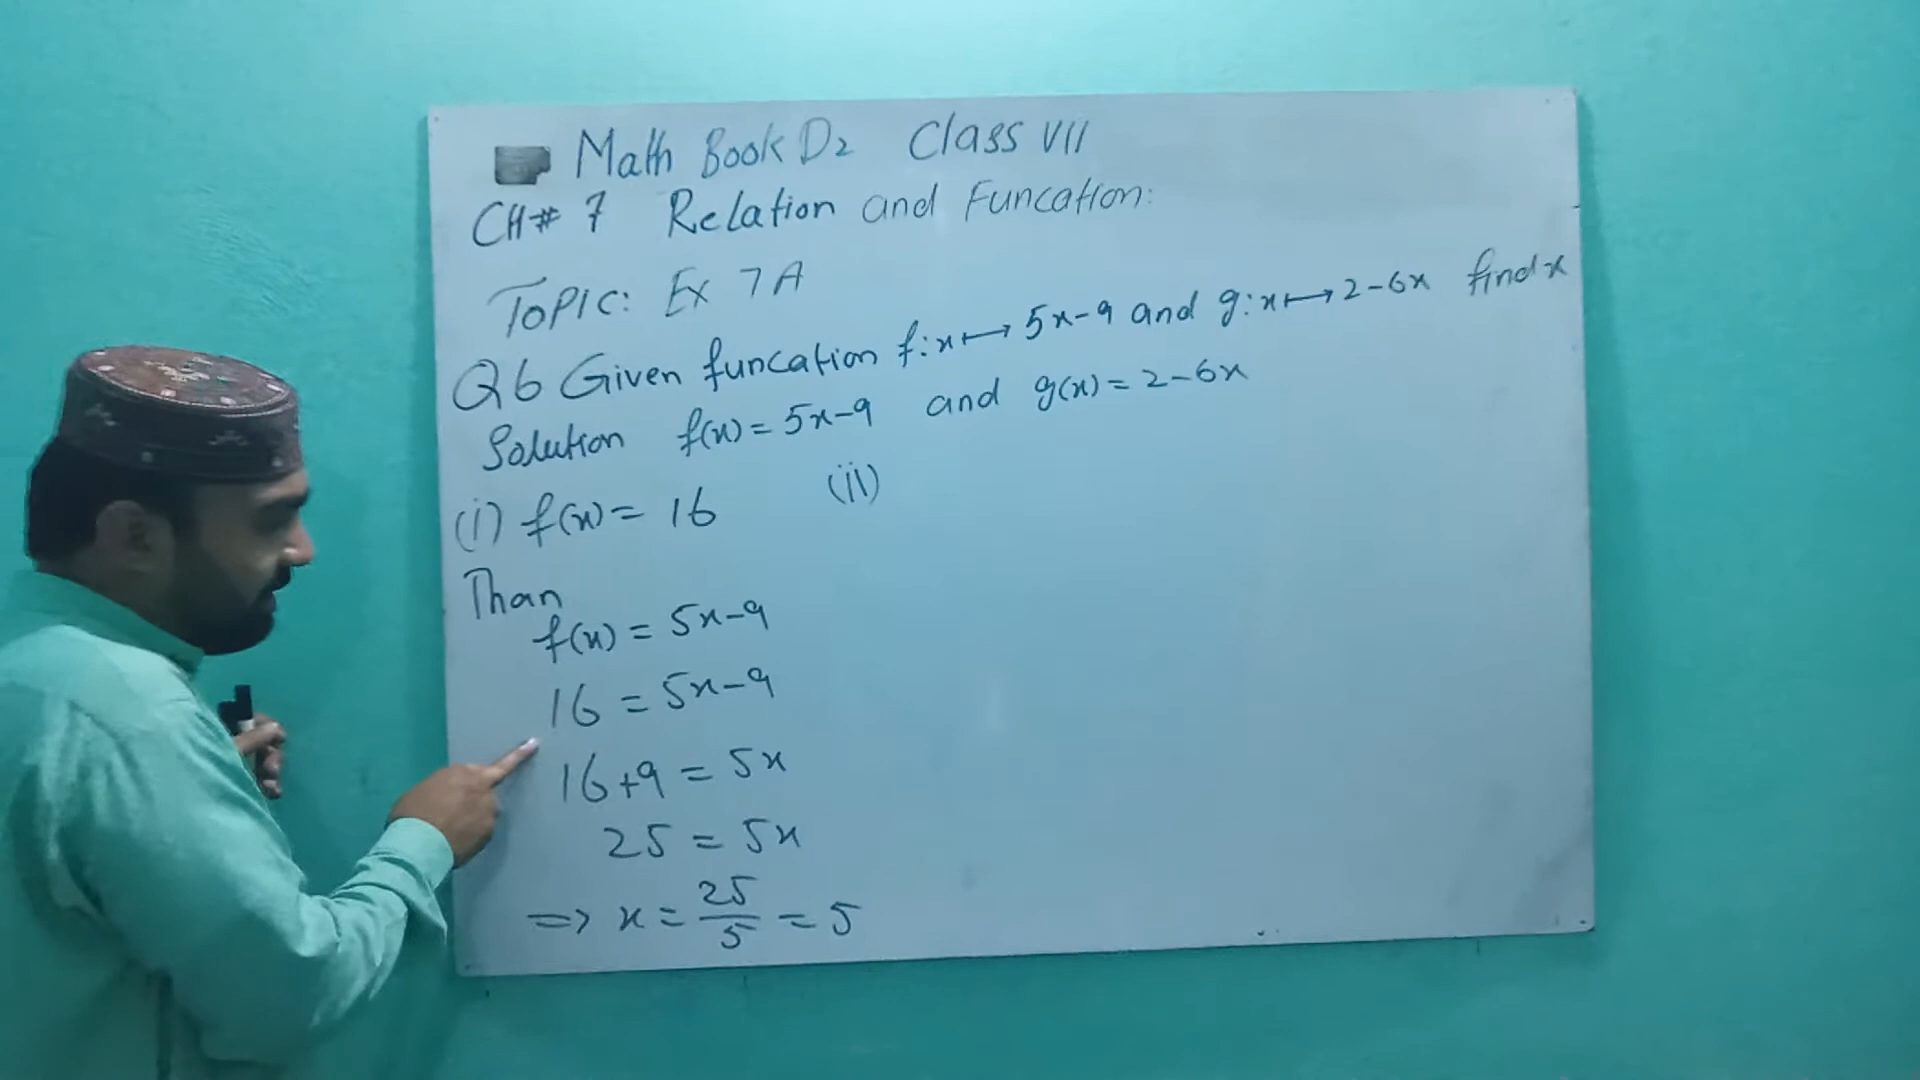 Math Book D2 Class VII
CH# 7 Relation and Funcation:
Topic: Ex 7A
Q6 Given funcation f:x↦5x-9 and g:x↦2-6x find x
Solution f(x)=5x-9 and g(x)=2-6x
(i) f(x)=16 (ii)
Than
f(x)=5x-9
16=5x-9
16+9=5x
25=5x
⇒ x=25/5=5